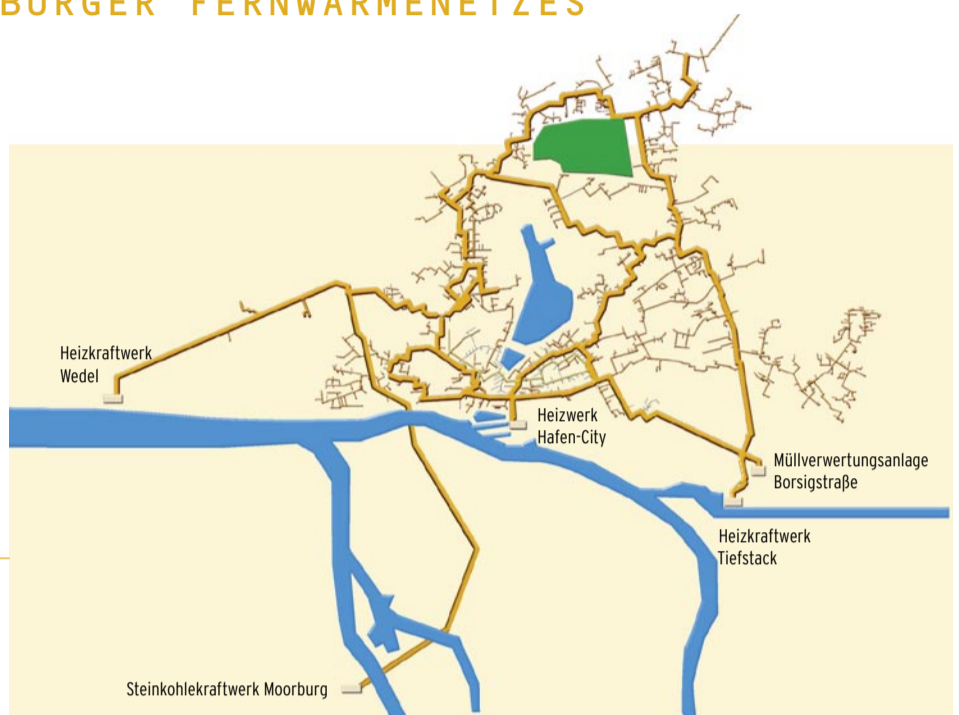 BURGER FERNWÄRMENETZES
Heizkraftwerk
Wedel
Heizwerk
Hafen-City
Müllverwertungsanlage
Borsigstraße
Heizkraftwerk
Tiefstack
Steinkohlekraftwerk Moorburg